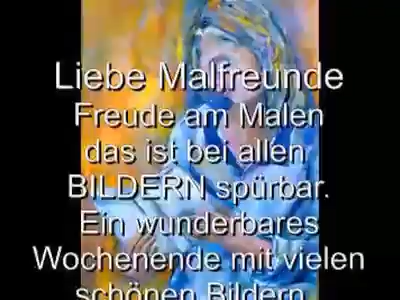 Liebe Malfreunde
Freude am Malen
das ist bei allen
BILDERN spürbar.
Ein wunderbares
Wochenende mit vielen
schönen Bildern